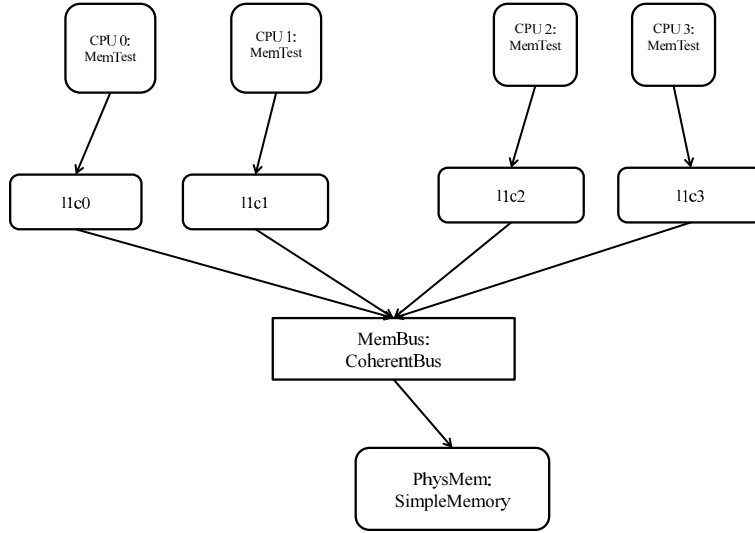 CPU 0:
MemTest
CPU 1:
MemTest
CPU 2:
MemTest
CPU 3:
MemTest
l1c0
l1c1
l1c2
l1c3
MemBus:
CoherentBus
PhysMem:
SimpleMemory